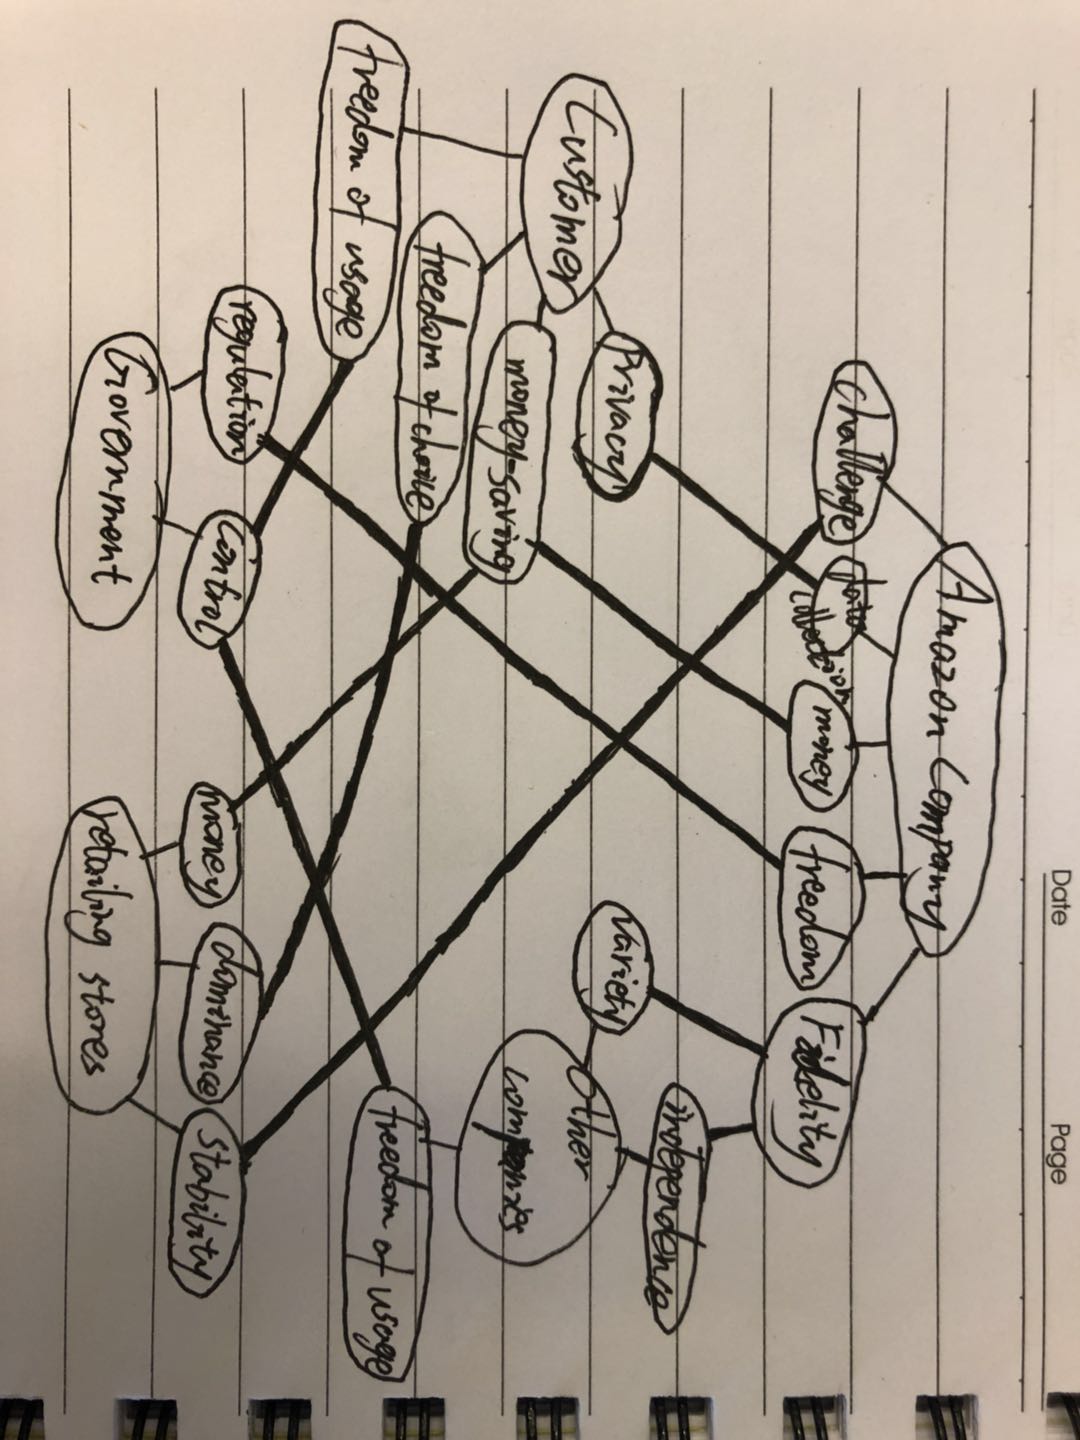 Date
Page
Amazon Company
Challenge
data
collection
money
freedom
Fidelity
Customer
Privacy
money-saving
freedom of choice
freedom of usage
variety
independence
Other
companies
freedom of usage
regulation
Control
Government
money
dominance
stability
retailing stores